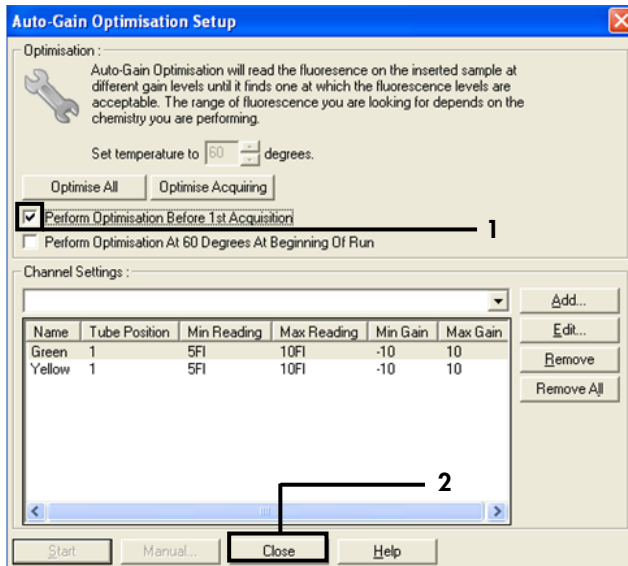 Auto-Gain Optimisation Setup
Optimisation :
Auto-Gain Optimisation will read the fluoresence on the inserted sample at
different gain levels until it finds one at which the fluorescence levels are
acceptable. The range of fluorescence you are looking for depends on the
chemistry you are performing.
Set temperature to 60 degrees.
Optimise All Optimise Acquiring
Perform Optimisation Before 1st Acquisition
1
Perform Optimisation At 60 Degrees At Beginning Of Run
Channel Settings :
Add...
Name Tube Position Min Reading Max Reading Min Gain Max Gain
Edit...
Green 1 5Fl 10Fl -10 10
Remove
Yellow 1 5Fl 10Fl -10 10
Remove All
2
Start Manual... Close Help